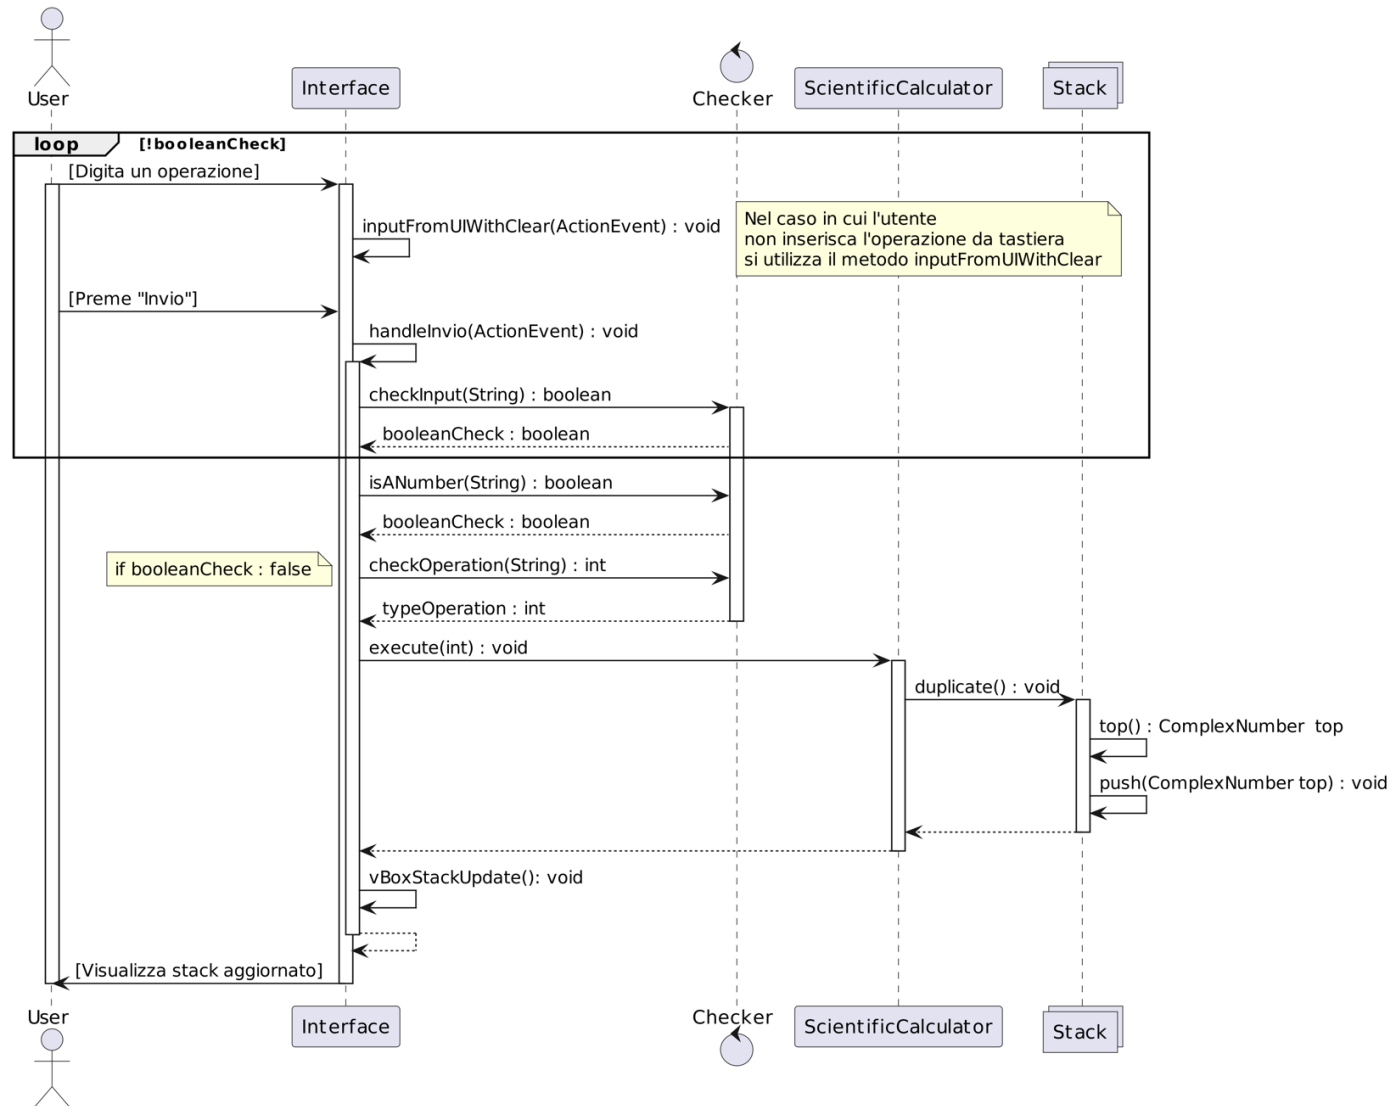 User
Interface
Checker
ScientificCalculator
Stack
loop
[!booleanCheck]
[Digita un operazione]
inputFromUIWithClear(ActionEvent) : void
Nel caso in cui l'utente
non inserisca l'operazione da tastiera
si utilizza il metodo inputFromUIWithClear
[Preme "Invio"]
handleInvio(ActionEvent) : void
checkInput(String) : boolean
booleanCheck : boolean
isANumber(String) : boolean
booleanCheck : boolean
if booleanCheck : false
checkOperation(String) : int
typeOperation : int
execute(int) : void
duplicate() : void
top() : ComplexNumber  top
push(ComplexNumber top) : void
vBoxStackUpdate(): void
[Visualizza stack aggiornato]
User
Interface
Checker
ScientificCalculator
Stack